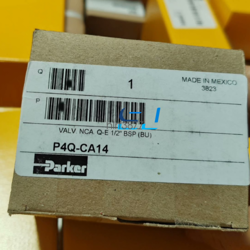 Q
1
MADE IN MEXICO
3823
P
VALV NCA Q-E 1/2" BSP (BU)
P4Q-CA14
Parker